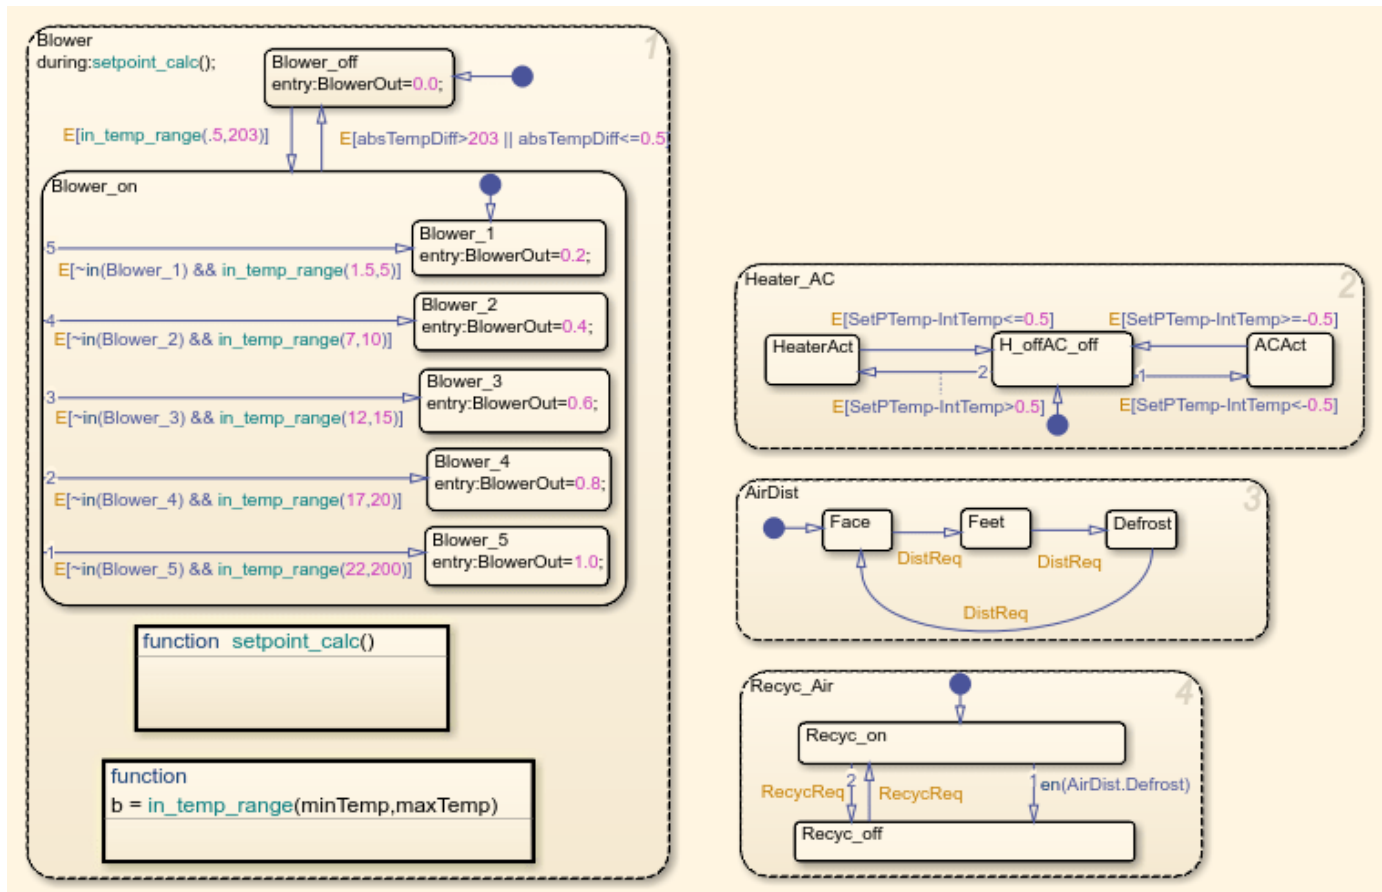 Blower
1
during:setpoint_calc();
Blower_off
entry:BlowerOut=0.0;
E[in_temp_range(.5,203)]
E[absTempDiff>203 || absTempDiff<=0.5]
Blower_on
Blower_1
entry:BlowerOut=0.2;
5
E[~in(Blower_1) && in_temp_range(1.5,5)]
Blower_2
entry:BlowerOut=0.4;
4
E[~in(Blower_2) && in_temp_range(7,10)]
Blower_3
entry:BlowerOut=0.6;
3
E[~in(Blower_3) && in_temp_range(12,15)]
Blower_4
entry:BlowerOut=0.8;
2
E[~in(Blower_4) && in_temp_range(17,20)]
Blower_5
entry:BlowerOut=1.0;
1
E[~in(Blower_5) && in_temp_range(22,200)]
function setpoint_calc()
function
b = in_temp_range(minTemp,maxTemp)
Heater_AC
2
E[SetPTemp-IntTemp<=0.5]
E[SetPTemp-IntTemp>=-0.5]
HeaterAct
H_offAC_off
ACAct
2
1
E[SetPTemp-IntTemp>0.5]
E[SetPTemp-IntTemp<-0.5]
AirDist
3
Face
Feet
Defrost
DistReq
DistReq
DistReq
Recyc_Air
4
Recyc_on
2
1
RecycReq
RecycReq
en(AirDist.Defrost)
Recyc_off